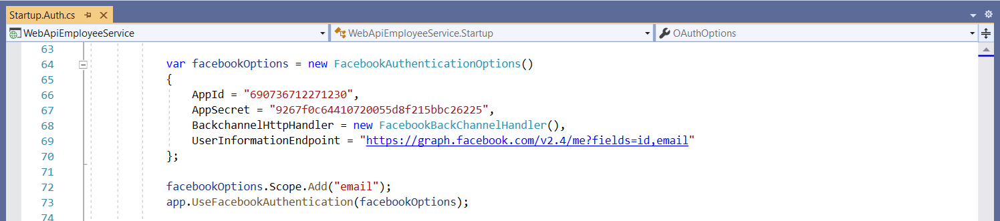 Startup.Auth.cs
WebApiEmployeeService WebApiEmployeeService.Startup OAuthOptions
63
64 var facebookOptions = new FacebookAuthenticationOptions()
65 {
66 AppId = "690736712271230",
67 AppSecret = "9267f0c64410720055d8f215bbc26225",
68 BackchannelHttpHandler = new FacebookBackChannelHandler(),
69 UserInformationEndpoint = "https://graph.facebook.com/v2.4/me?fields=id,email"
70 };
71
72 facebookOptions.Scope.Add("email");
73 app.UseFacebookAuthentication(facebookOptions);
74